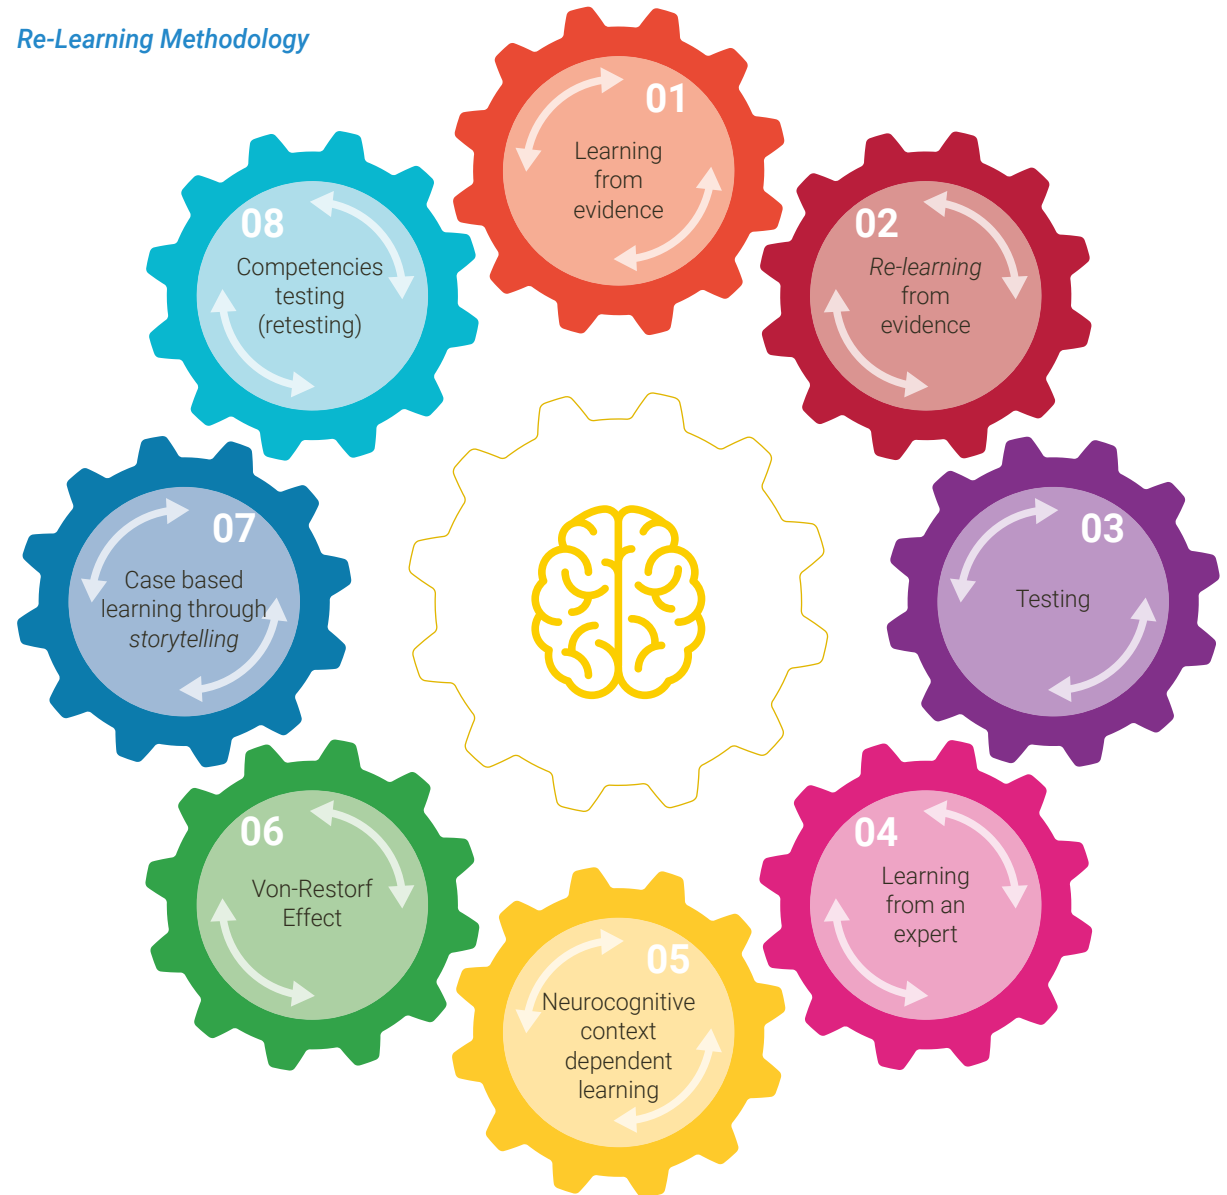 Re-Learning Methodology
01
Learning
from
evidence
02
Re-learning
from
evidence
03
Testing
04
Learning
from an
expert
05
Neurocognitive
context
dependent
learning
06
Von-Restorf
Effect
07
Case based
learning through
storytelling
08
Competencies
testing
(retesting)